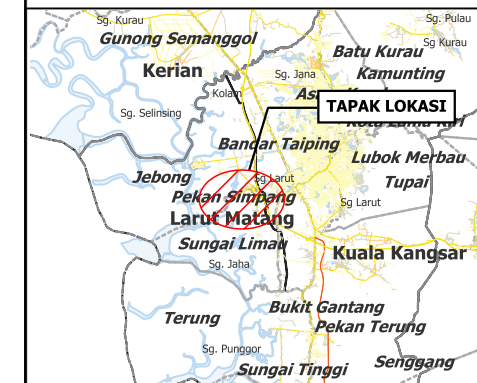 Sg. Kurau
Sg. Pulau
Gunong Semanggol
Sg Kurau
Batu Kurau
Kerian
Sg. Jana
Kamunting
Kolam
TAPAK LOKASI
Sg. Selinsing
Bandar Taiping
Lubok Merbau
Jebong
Sg Larut
Tupai
Pekan Simpang
Sg Larut
Larut Matang
Sungai Limau
Kuala Kangsar
Sg. Jaha
Bukit Gantang
Terung
Pekan Terung
Sg. Punggor
Senggang
Sungai Tinggi